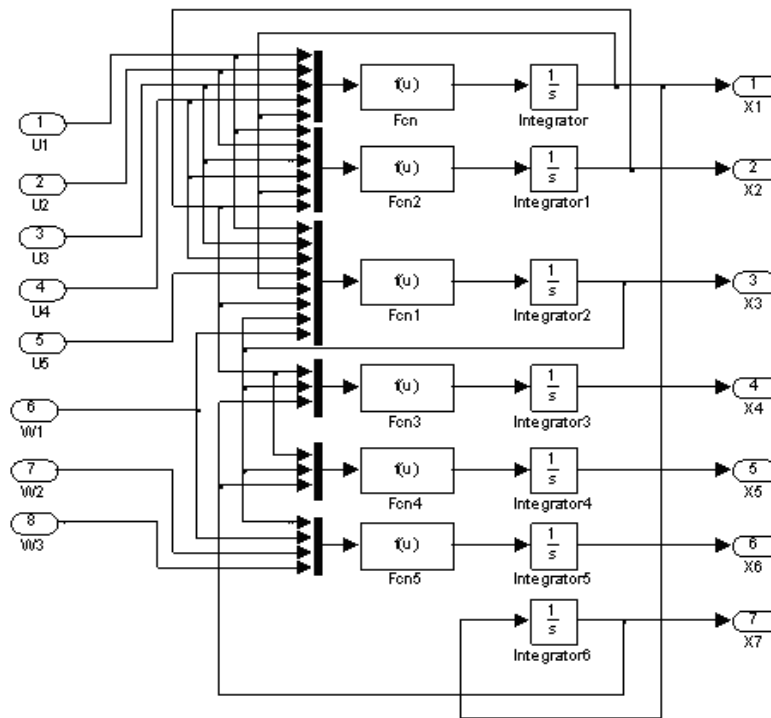 f(u)
1
s
1
Fcn
Integrator
X1
1
U1
f(u)
1
s
2
Fcn2
Integrator1
X2
2
U2
3
U3
f(u)
1
s
3
Fcn1
Integrator2
X3
4
U4
5
U5
f(u)
1
s
4
Fcn3
Integrator3
X4
6
W1
f(u)
1
s
5
Fcn4
Integrator4
X5
7
W2
f(u)
1
s
6
Fcn5
Integrator5
X6
8
W3
1
s
7
Integrator6
X7